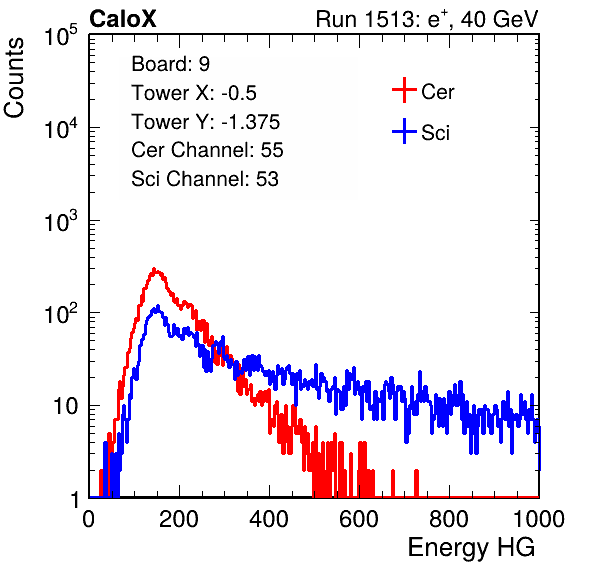 CaloX Run 1513: e⁺, 40 GeV
Counts
Board: 9
Tower X: -0.5
Tower Y: -1.375
Cer Channel: 55
Sci Channel: 53
Cer
Sci
10⁵
10⁴
10³
10²
10
1
0 200 400 600 800 1000
Energy HG